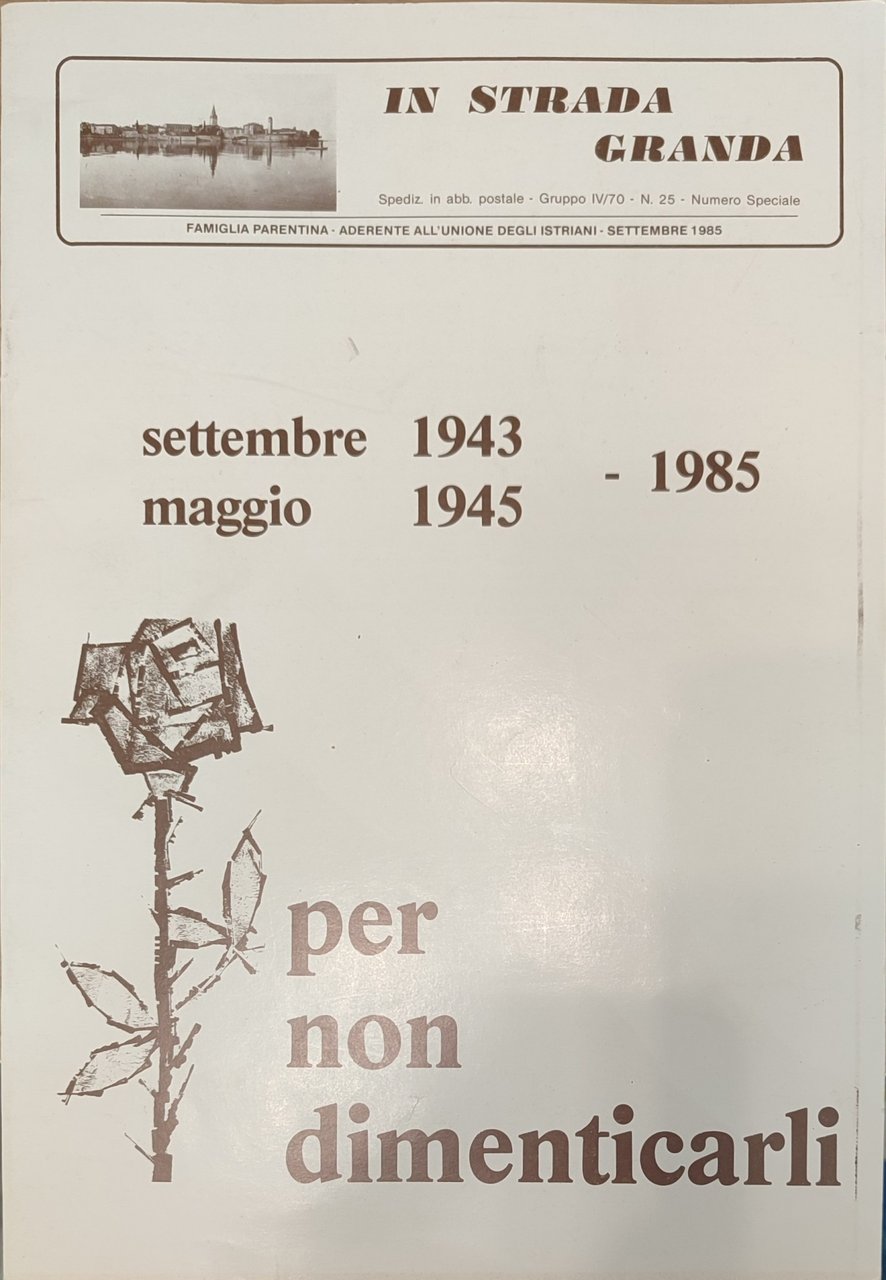 IN STRADA
GRANDA
Spediz. in abb. postale - Gruppo IV/70 - N. 25 - Numero Speciale
FAMIGLIA PARENTINA - ADERENTE ALL'UNIONE DEGLI ISTRIANI - SETTEMBRE 1985
settembre 1943
- 1985
maggio 1945
per
non
dimenticarli